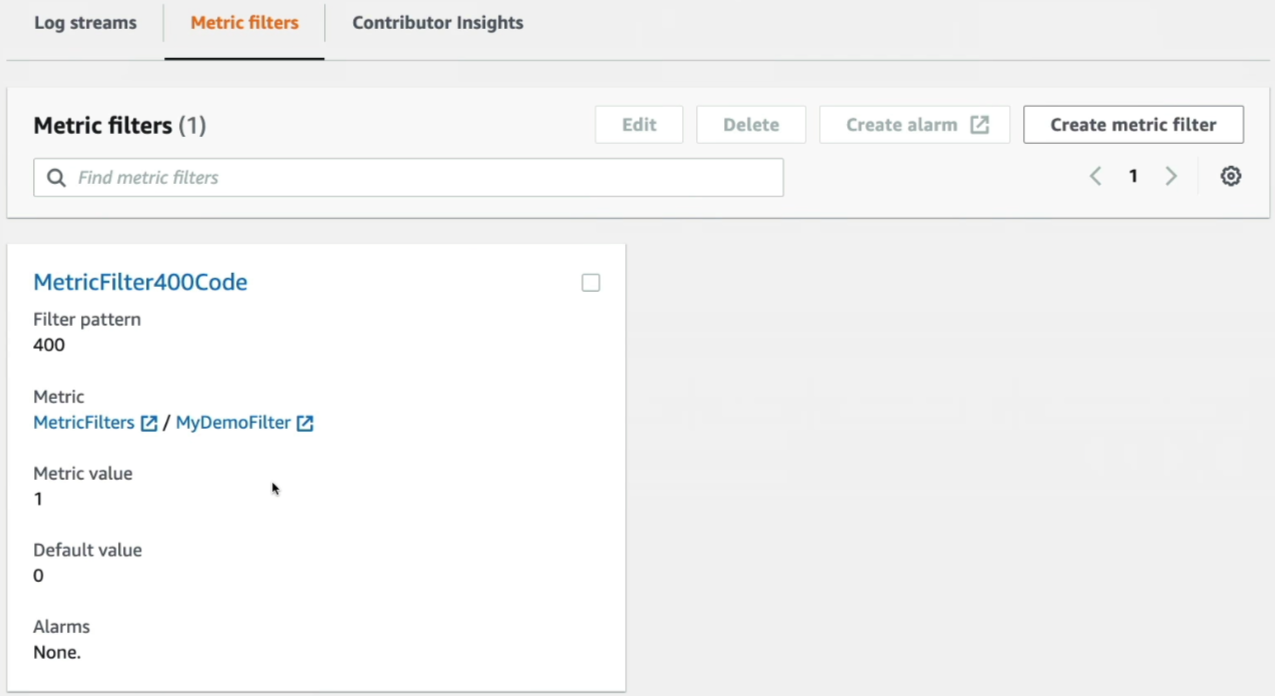 Log streams Metric filters Contributor Insights
Metric filters (1) Edit Delete Create alarm Create metric filter
Find metric filters 1
MetricFilter400Code
Filter pattern
400
Metric
MetricFilters / MyDemoFilter
Metric value
1
Default value
0
Alarms
None.